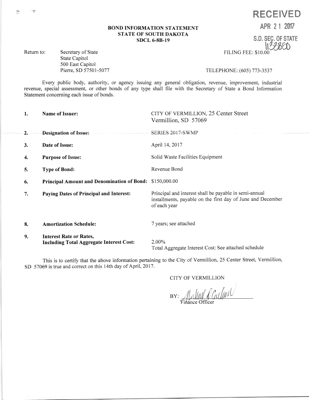 RECEIVED
APR 21 2017
S.D. SEC. OF STATE
BOND INFORMATION STATEMENT
STATE OF SOUTH DAKOTA
SDCL 6-8B-19
Return to: Secretary of State FILING FEE: $10.00
State Capitol
500 East Capitol
Pierre, SD 57501-5077 TELEPHONE: (605) 773-3537
Every public body, authority, or agency issuing any general obligation, revenue, improvement, industrial
revenue, special assessment, or other bonds of any type shall file with the Secretary of State a Bond Information
Statement concerning each issue of bonds.
1. Name of Issuer: CITY OF VERMILLION, 25 Center Street
Vermillion, SD 57069
2. Designation of Issue: SERIES 2017-SWMP
3. Date of Issue: April 14, 2017
4. Purpose of Issue: Solid Waste Facilities Equipment
5. Type of Bond: Revenue Bond
6. Principal Amount and Denomination of Bond: $150,000.00
7. Paying Dates of Principal and Interest: Principal and interest shall be payable in semi-annual
installments, payable on the first day of June and December
of each year
8. Amortization Schedule: 7 years; see attached
9. Interest Rate or Rates,
Including Total Aggregate Interest Cost: 2.00%
Total Aggregate Interest Cost: See attached schedule
This is to certify that the above information pertaining to the City of Vermillion, 25 Center Street, Vermillion,
SD 57069 is true and correct on this 14th day of April, 2017.
CITY OF VERMILLION
BY:
Finance Officer